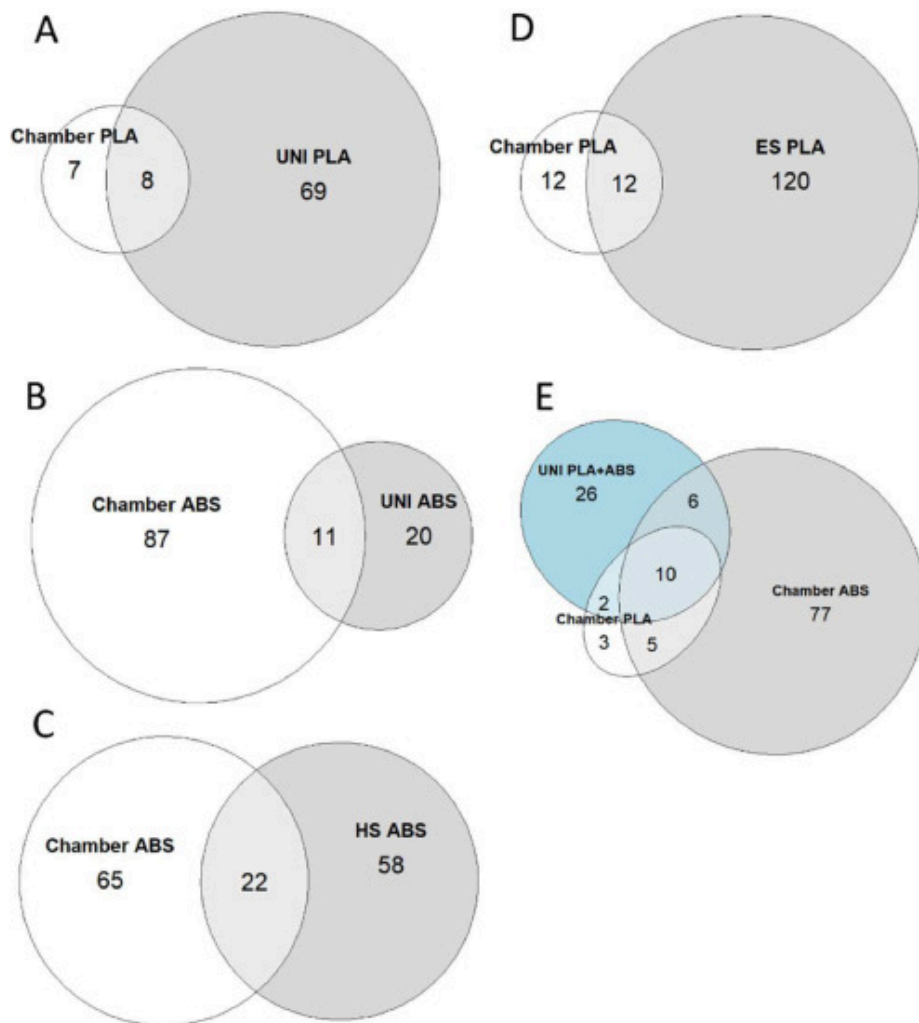 A
Chamber PLA
7
8
UNI PLA
69
D
Chamber PLA
12
12
ES PLA
120
B
Chamber ABS
87
11
UNI ABS
20
E
UNI PLA+ABS
26
6
10
Chamber ABS
77
2
Chamber PLA
3
5
C
Chamber ABS
65
22
HS ABS
58